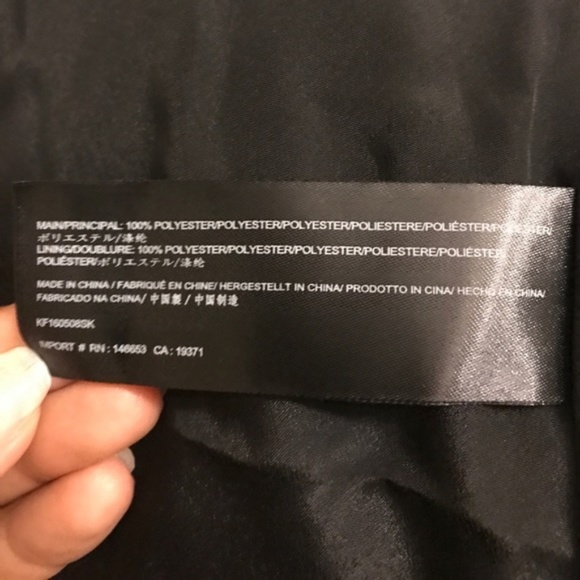 MAIN/PRINCIPAL: 100% POLYESTER/POLYESTER/POLYESTER/POLIESTERE/POLIÉSTER/POLIESTER/
ポリエステル/涤纶
LINING/DOUBLURE: 100% POLYESTER/POLYESTER/POLYESTER/POLIESTERE/POLIÉSTER
POLIÉSTER/ポリエステル/涤纶
MADE IN CHINA / FABRIQUÉ EN CHINE/ HERGESTELLT IN CHINA/ PRODOTTO IN CINA/ HECHO EN CHINA/
FABRICADO NA CHINA/ 中国製 / 中国制造
KF160508SK
IMPORT # RN : 146653 CA : 19371